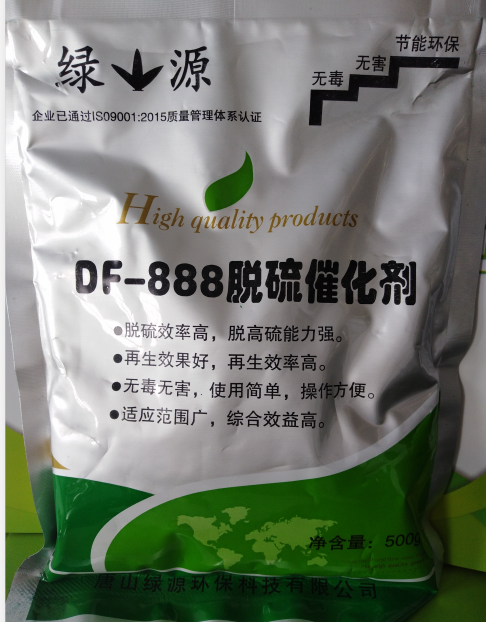 节能环保
无害
无毒
绿源
企业已通过ISO9001:2015质量管理体系认证
High quality products
DF-888脱硫催化剂
●脱硫效率高，脱高硫能力强。
●再生效果好，再生效率高。
●无毒无害，使用简单，操作方便。
●适应范围广，综合效益高。
净含量：500g
唐山绿源环保科技有限公司